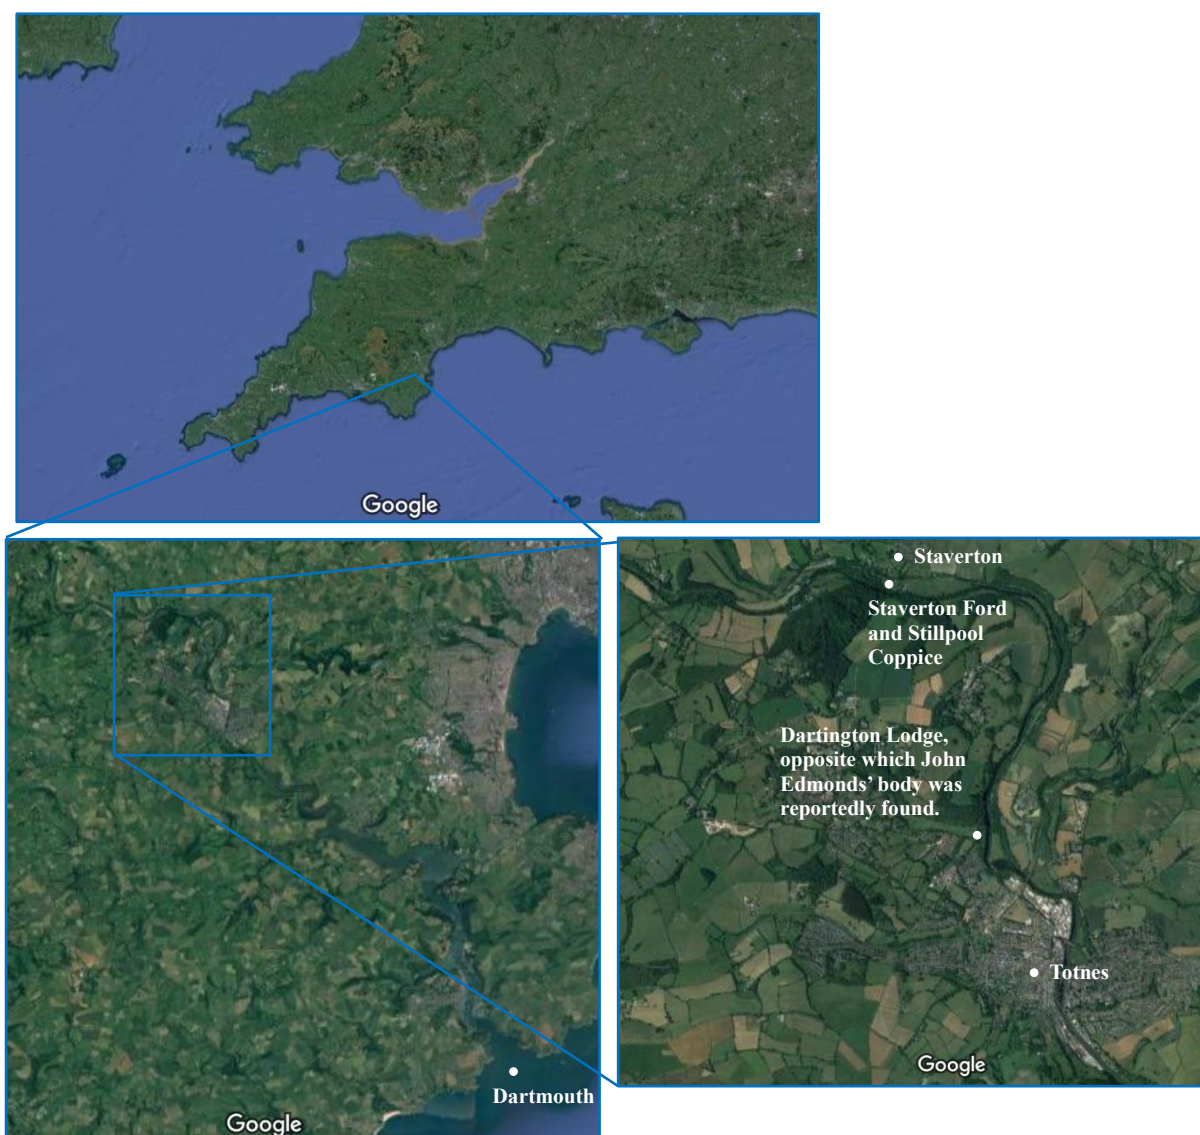 Google
Staverton
Staverton Ford
and Stillpool
Coppice
Dartington Lodge,
opposite which John
Edmonds’ body was
reportedly found.
Totnes
Google
Dartmouth
Google